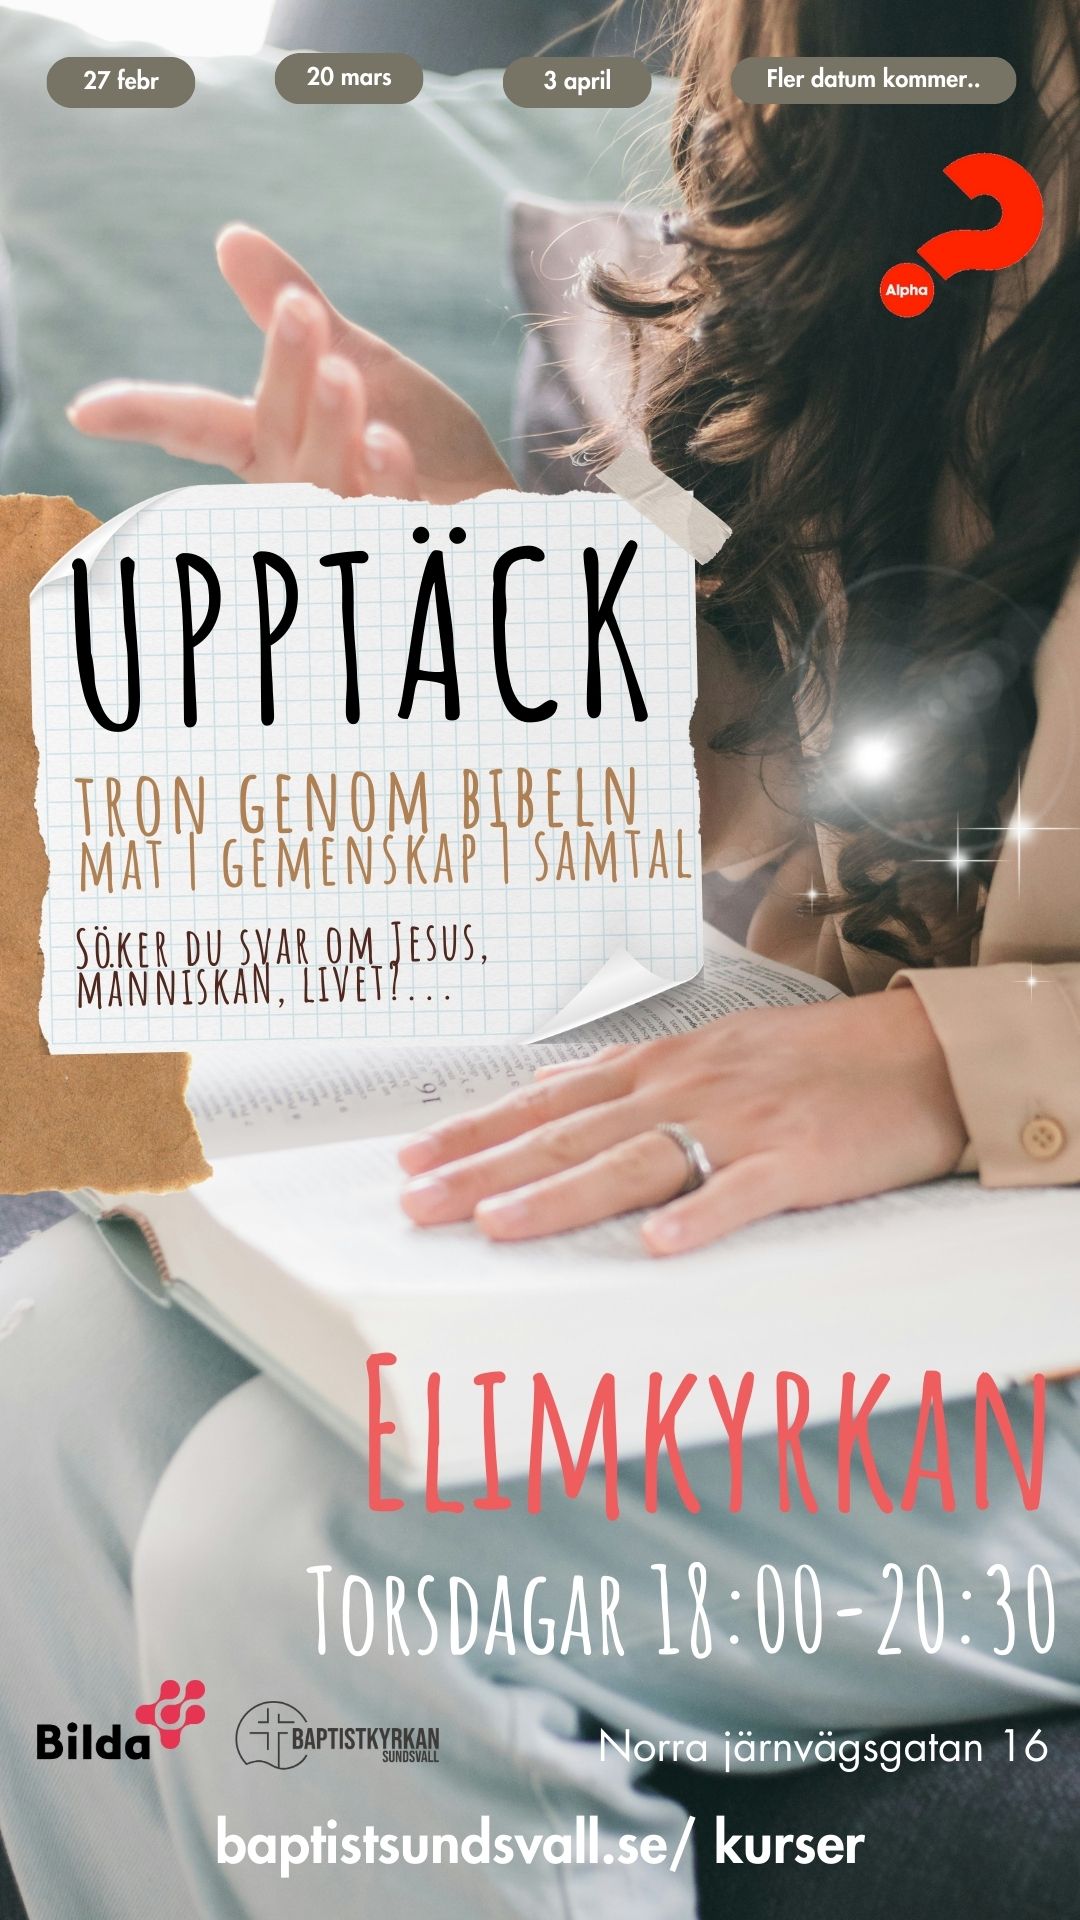 27 febr
20 mars
3 april
Fler datum kommer..
Alpha
UPPTÄCK
TRON GENOM BIBELN
MAT | GEMENSKAP | SAMTAL
SÖKER DU SVAR OM JESUS,
MÄNNISKAN, LIVET?...
16
ELIMKYRKAN
TORSDAGAR 18:00-20:30
Bilda
BAPTISTKYRKAN
SUNDSVALL
Norra järnvägsgatan 16
baptistsundsvall.se/ kurser